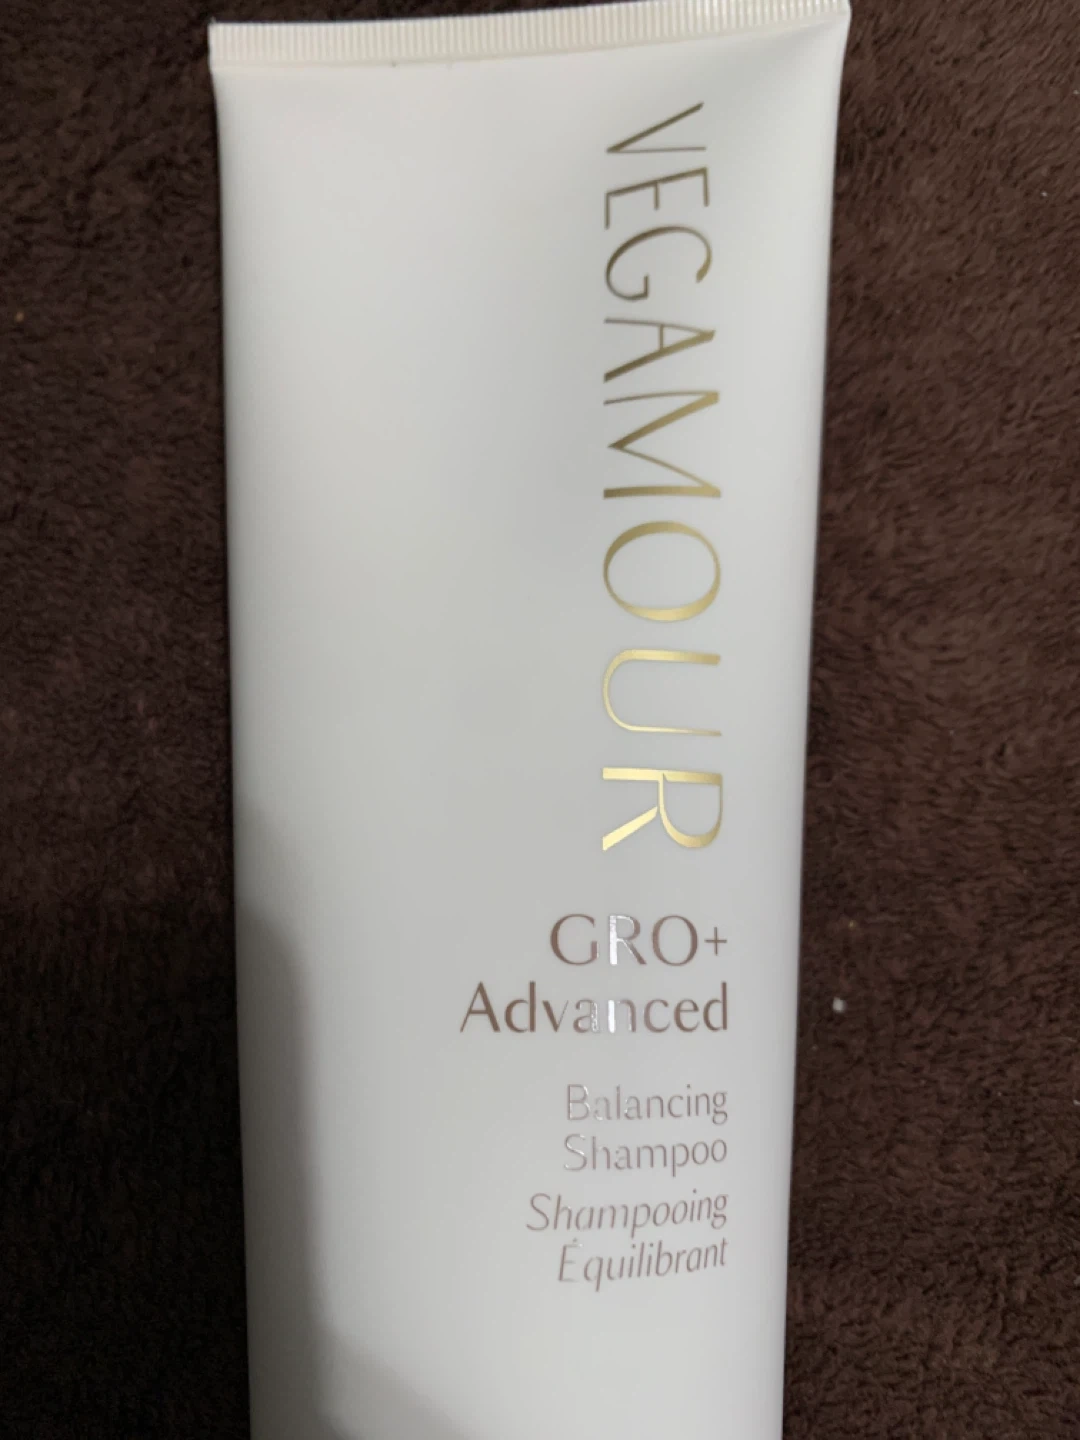 VEGAMOUR
GRO+
Advanced
Balancing
Shampoo
Shampooing
Équilibrant